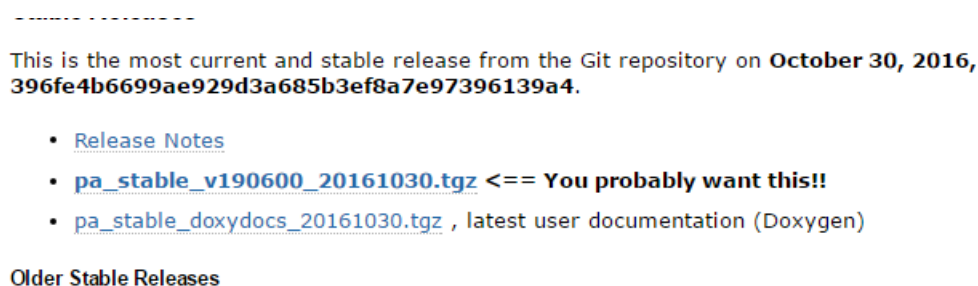 This is the most current and stable release from the Git repository on October 30, 2016,
396fe4b6699ae929d3a685b3ef8a7e97396139a4.
• Release Notes
• pa_stable_v190600_20161030.tgz <== You probably want this!!
• pa_stable_doxydocs_20161030.tgz , latest user documentation (Doxygen)
Older Stable Releases